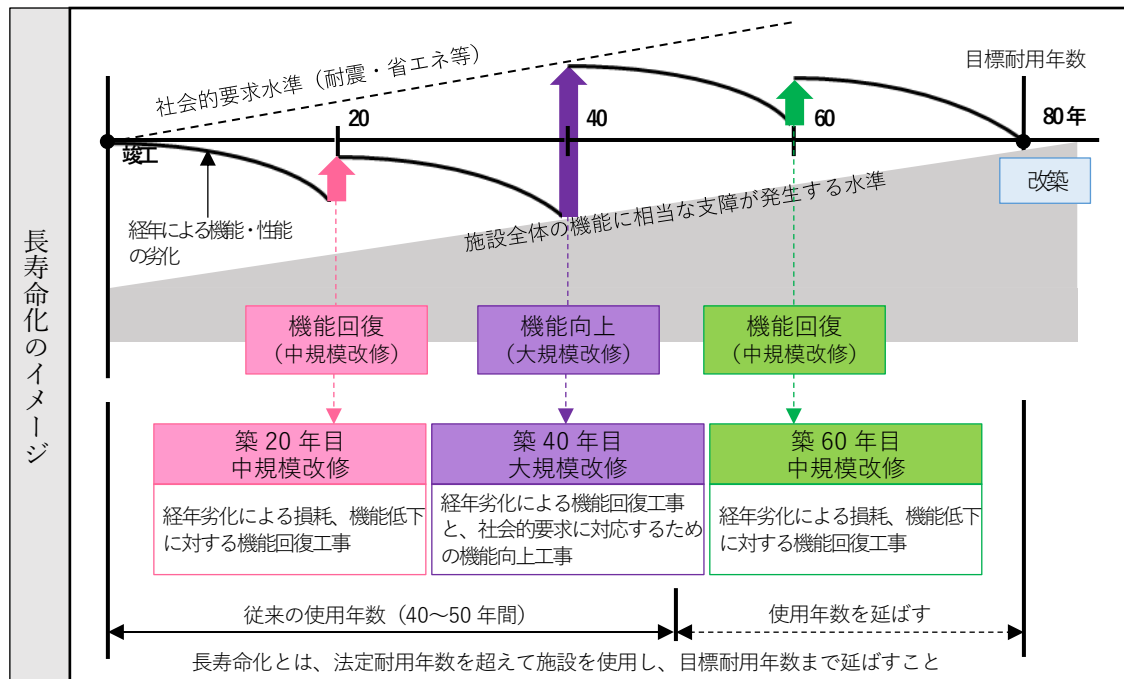 長寿命化のイメージ
社会的要求水準（耐震・省エネ等）
目標耐用年数
20
40
60
80年
竣工
改築
経年による機能・性能
の劣化
施設全体の機能に相当な支障が発生する水準
機能回復
（中規模改修）
機能向上
（大規模改修）
機能回復
（中規模改修）
築 20 年目
中規模改修
経年劣化による損耗、機能低下
に対する機能回復工事
築 40 年目
大規模改修
経年劣化による機能回復工事
と、社会的要求に対応するため
の機能向上工事
築 60 年目
中規模改修
経年劣化による損耗、機能低下
に対する機能回復工事
従来の使用年数（40～50 年間）
使用年数を延ばす
長寿命化とは、法定耐用年数を超えて施設を使用し、目標耐用年数まで延ばすこと